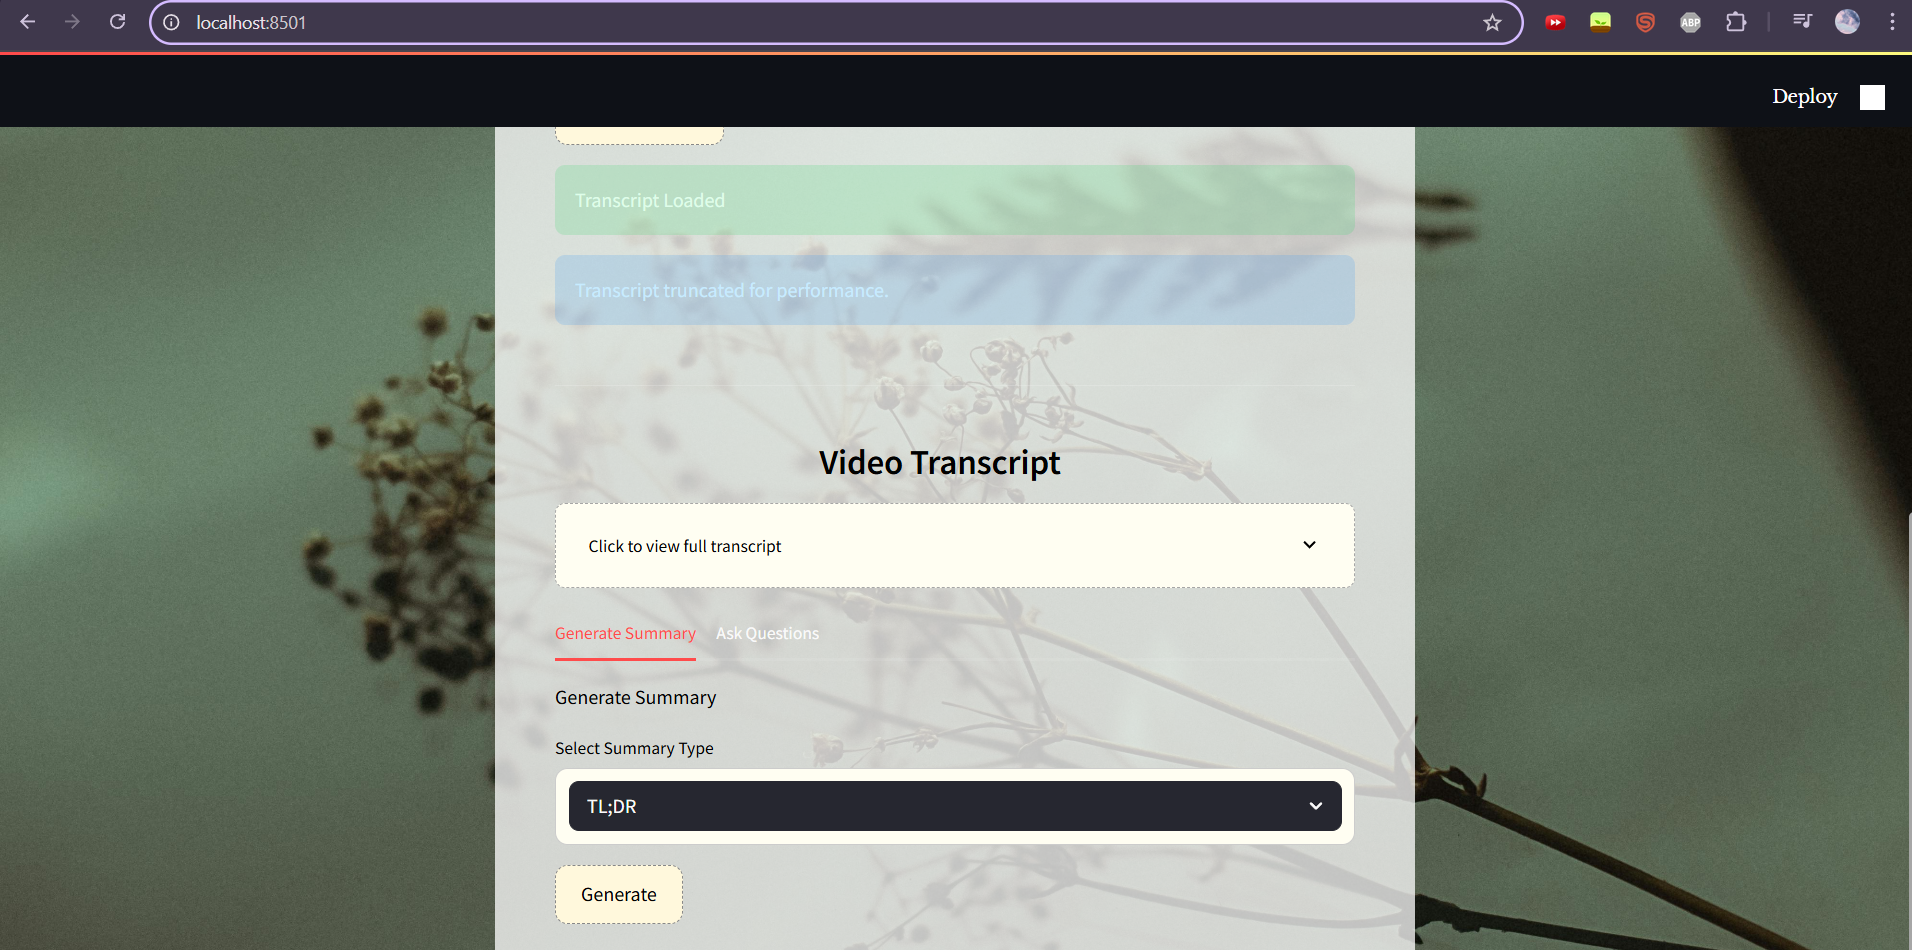 localhost:8501
ABP
Deploy
Transcript Loaded
Transcript truncated for performance.
Video Transcript
Click to view full transcript
Generate Summary Ask Questions
Generate Summary
Select Summary Type
TL;DR
Generate